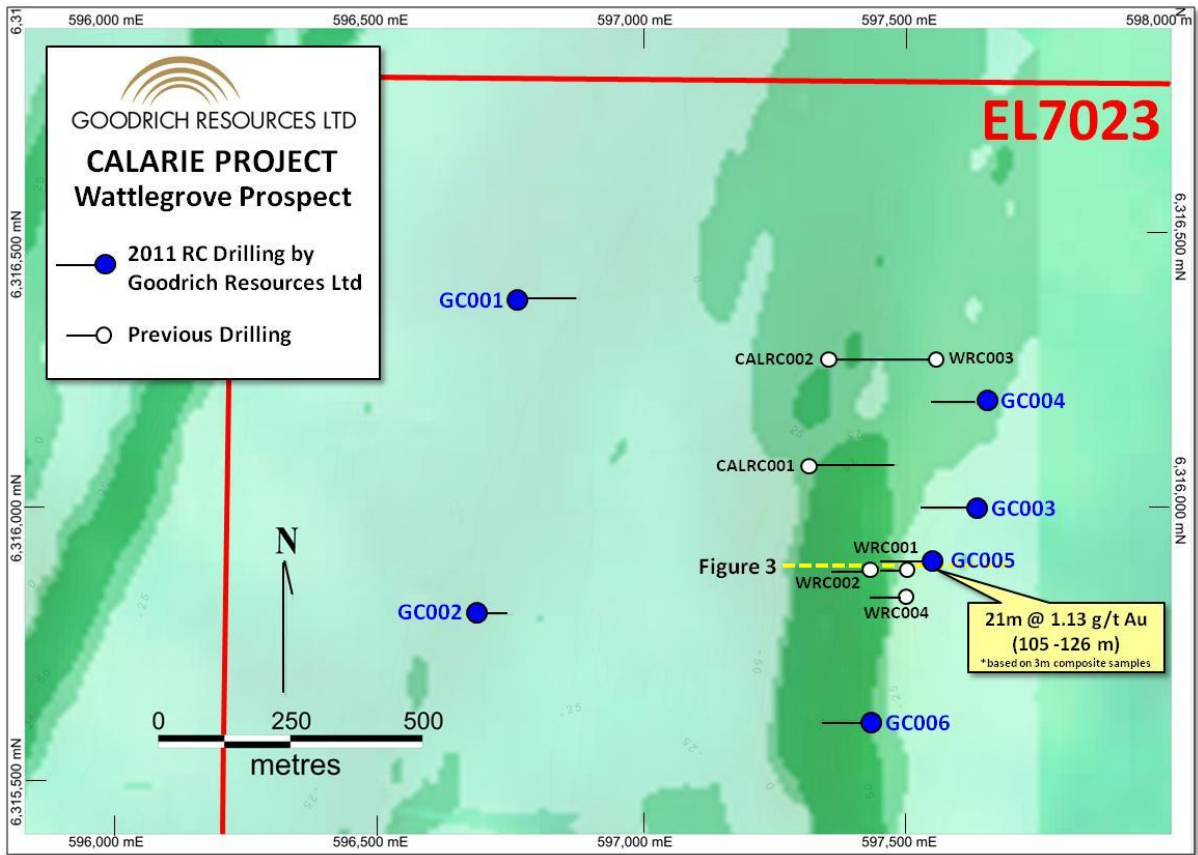 596,000 mE
596,500 mE
597,000 mE
597,500 mE
598,000 mE
N
6,31
GOODRICH RESOURCES LTD
CALARIE PROJECT
Wattlegrove Prospect
2011 RC Drilling by
Goodrich Resources Ltd
Previous Drilling
EL7023
6,316,500 mN
6,316,500 mN
GC001
CALRC002
WRC003
GC004
CALRC001
6,316,000 mN
6,316,000 mN
GC003
N
WRC001
Figure 3
GC005
WRC002
WRC004
GC002
21m @ 1.13 g/t Au
(105 -126 m)
*based on 3m composite samples
0 250 500
metres
GC006
6,315,500 mN
596,000 mE
596,500 mE
597,000 mE
597,500 mE